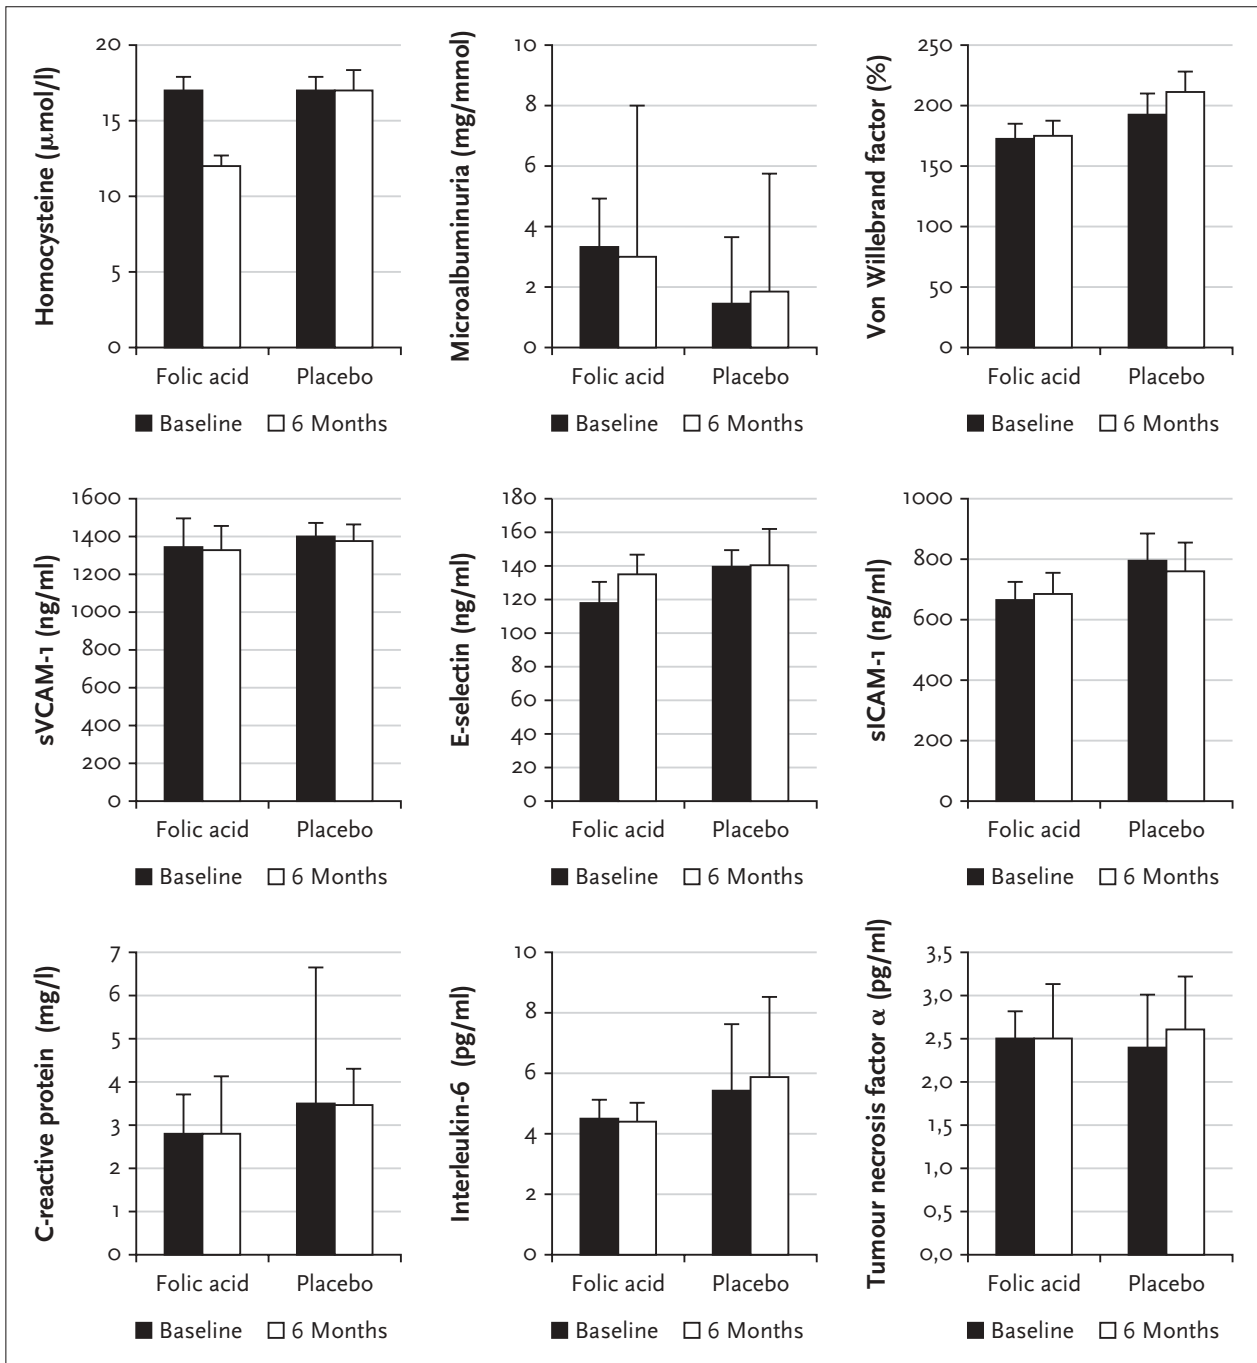 Homocysteine (μmol/l)
20
15
10
5
0
Folic acid Placebo
Baseline 6 Months
Microalbuminuria (mg/mmol)
10
8
6
4
2
0
Folic acid Placebo
Baseline 6 Months
Von Willebrand factor (%)
250
200
150
100
50
0
Folic acid Placebo
Baseline 6 Months
sVCAM-1 (ng/ml)
1600
1400
1200
1000
800
600
400
200
0
Folic acid Placebo
Baseline 6 Months
E-selectin (ng/ml)
180
160
140
120
100
80
60
40
20
0
Folic acid Placebo
Baseline 6 Months
sICAM-1 (ng/ml)
1000
800
600
400
200
0
Folic acid Placebo
Baseline 6 Months
C-reactive protein (mg/l)
7
6
5
4
3
2
1
0
Folic acid Placebo
Baseline 6 Months
Interleukin-6 (pg/ml)
10
8
6
4
2
0
Folic acid Placebo
Baseline 6 Months
Tumour necrosis factor α (pg/ml)
3,5
3,0
2,5
2,0
1,5
1,0
0,5
0,0
Folic acid Placebo
Baseline 6 Months